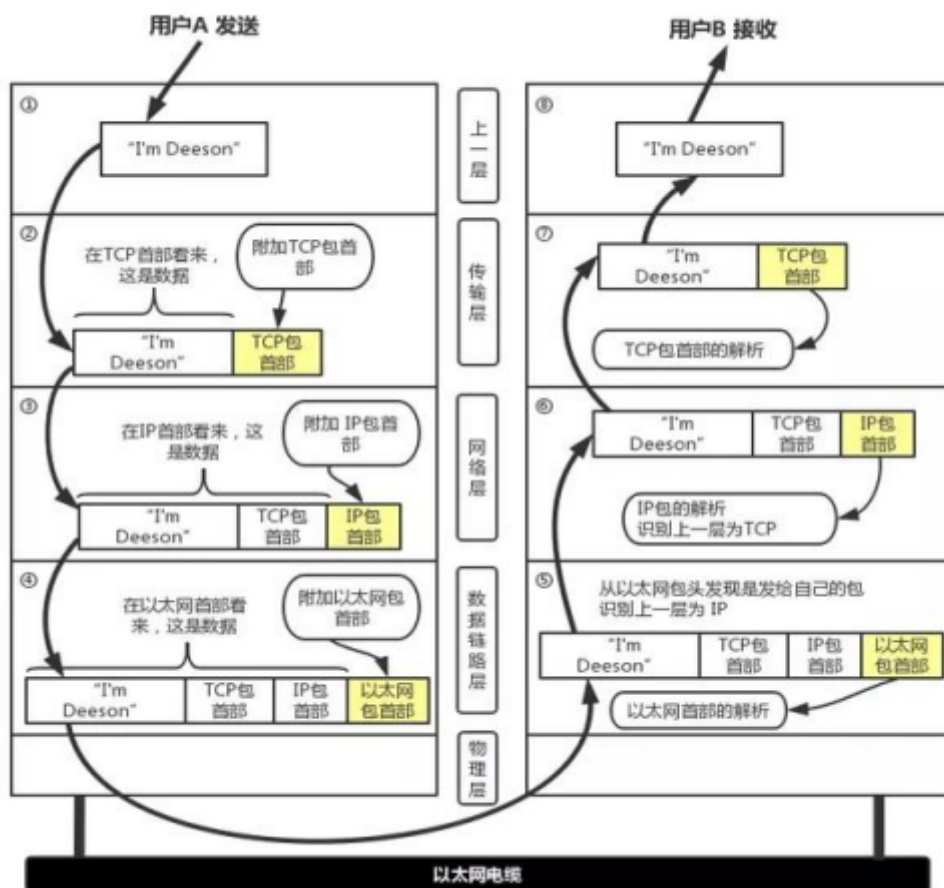 用户A 发送
用户B 接收
①
"I'm Deeson"
上一层
⑧
"I'm Deeson"
②
在TCP首部看来，
这是数据
附加TCP包首
部
"I'm
Deeson"
TCP包
首部
传输层
⑦
"I'm
Deeson"
TCP包
首部
TCP包首部的解析
③
在IP首部看来，这
是数据
附加 IP包首
部
"I'm
Deeson"
TCP包
首部
IP包
首部
网络层
⑥
"I'm
Deeson"
TCP包
首部
IP包
首部
IP包的解析
识别上一层为TCP
④
在以太网首部看
来，这是数据
附加以太网包
首部
"I'm
Deeson"
TCP包
首部
IP包
首部
以太网
包首部
数据链路层
⑤
从以太网包头发现是发给自己的包
识别上一层为 IP
"I'm
Deeson"
TCP包
首部
IP包
首部
以太网
包首部
以太网首部的解析
物理层
以太网电缆